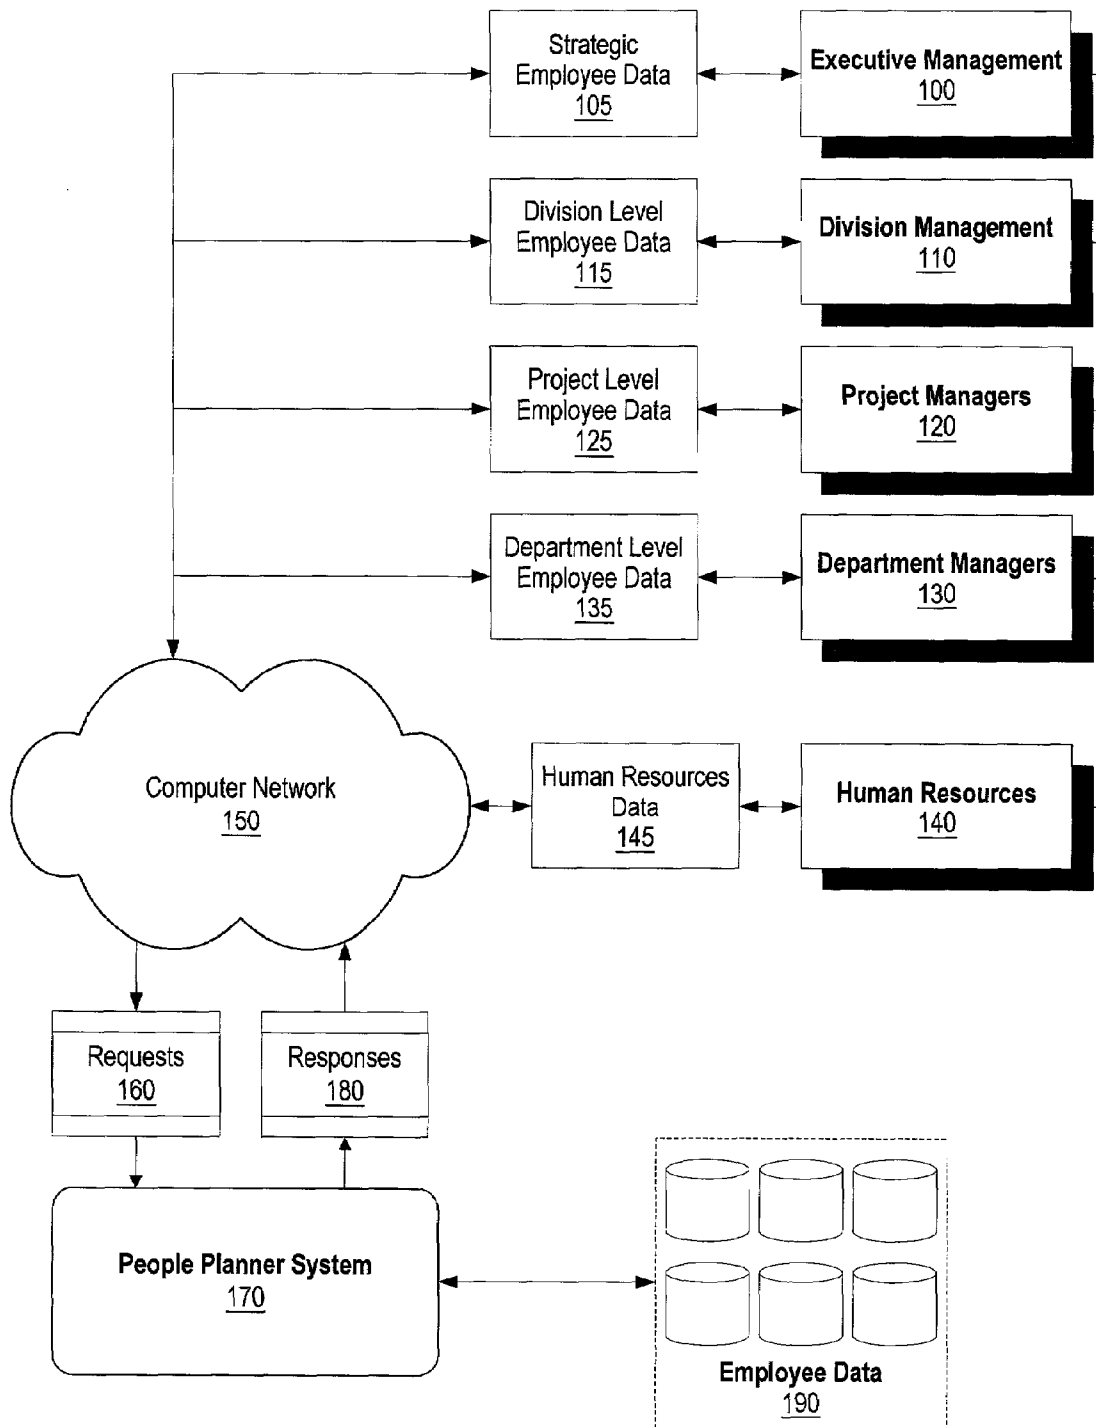 Strategic
Employee Data
105
Executive Management
100
Division Level
Employee Data
115
Division Management
110
Project Level
Employee Data
125
Project Managers
120
Department Level
Employee Data
135
Department Managers
130
Computer Network
150
Human Resources
Data
145
Human Resources
140
Requests
160
Responses
180
People Planner System
170
Employee Data
190